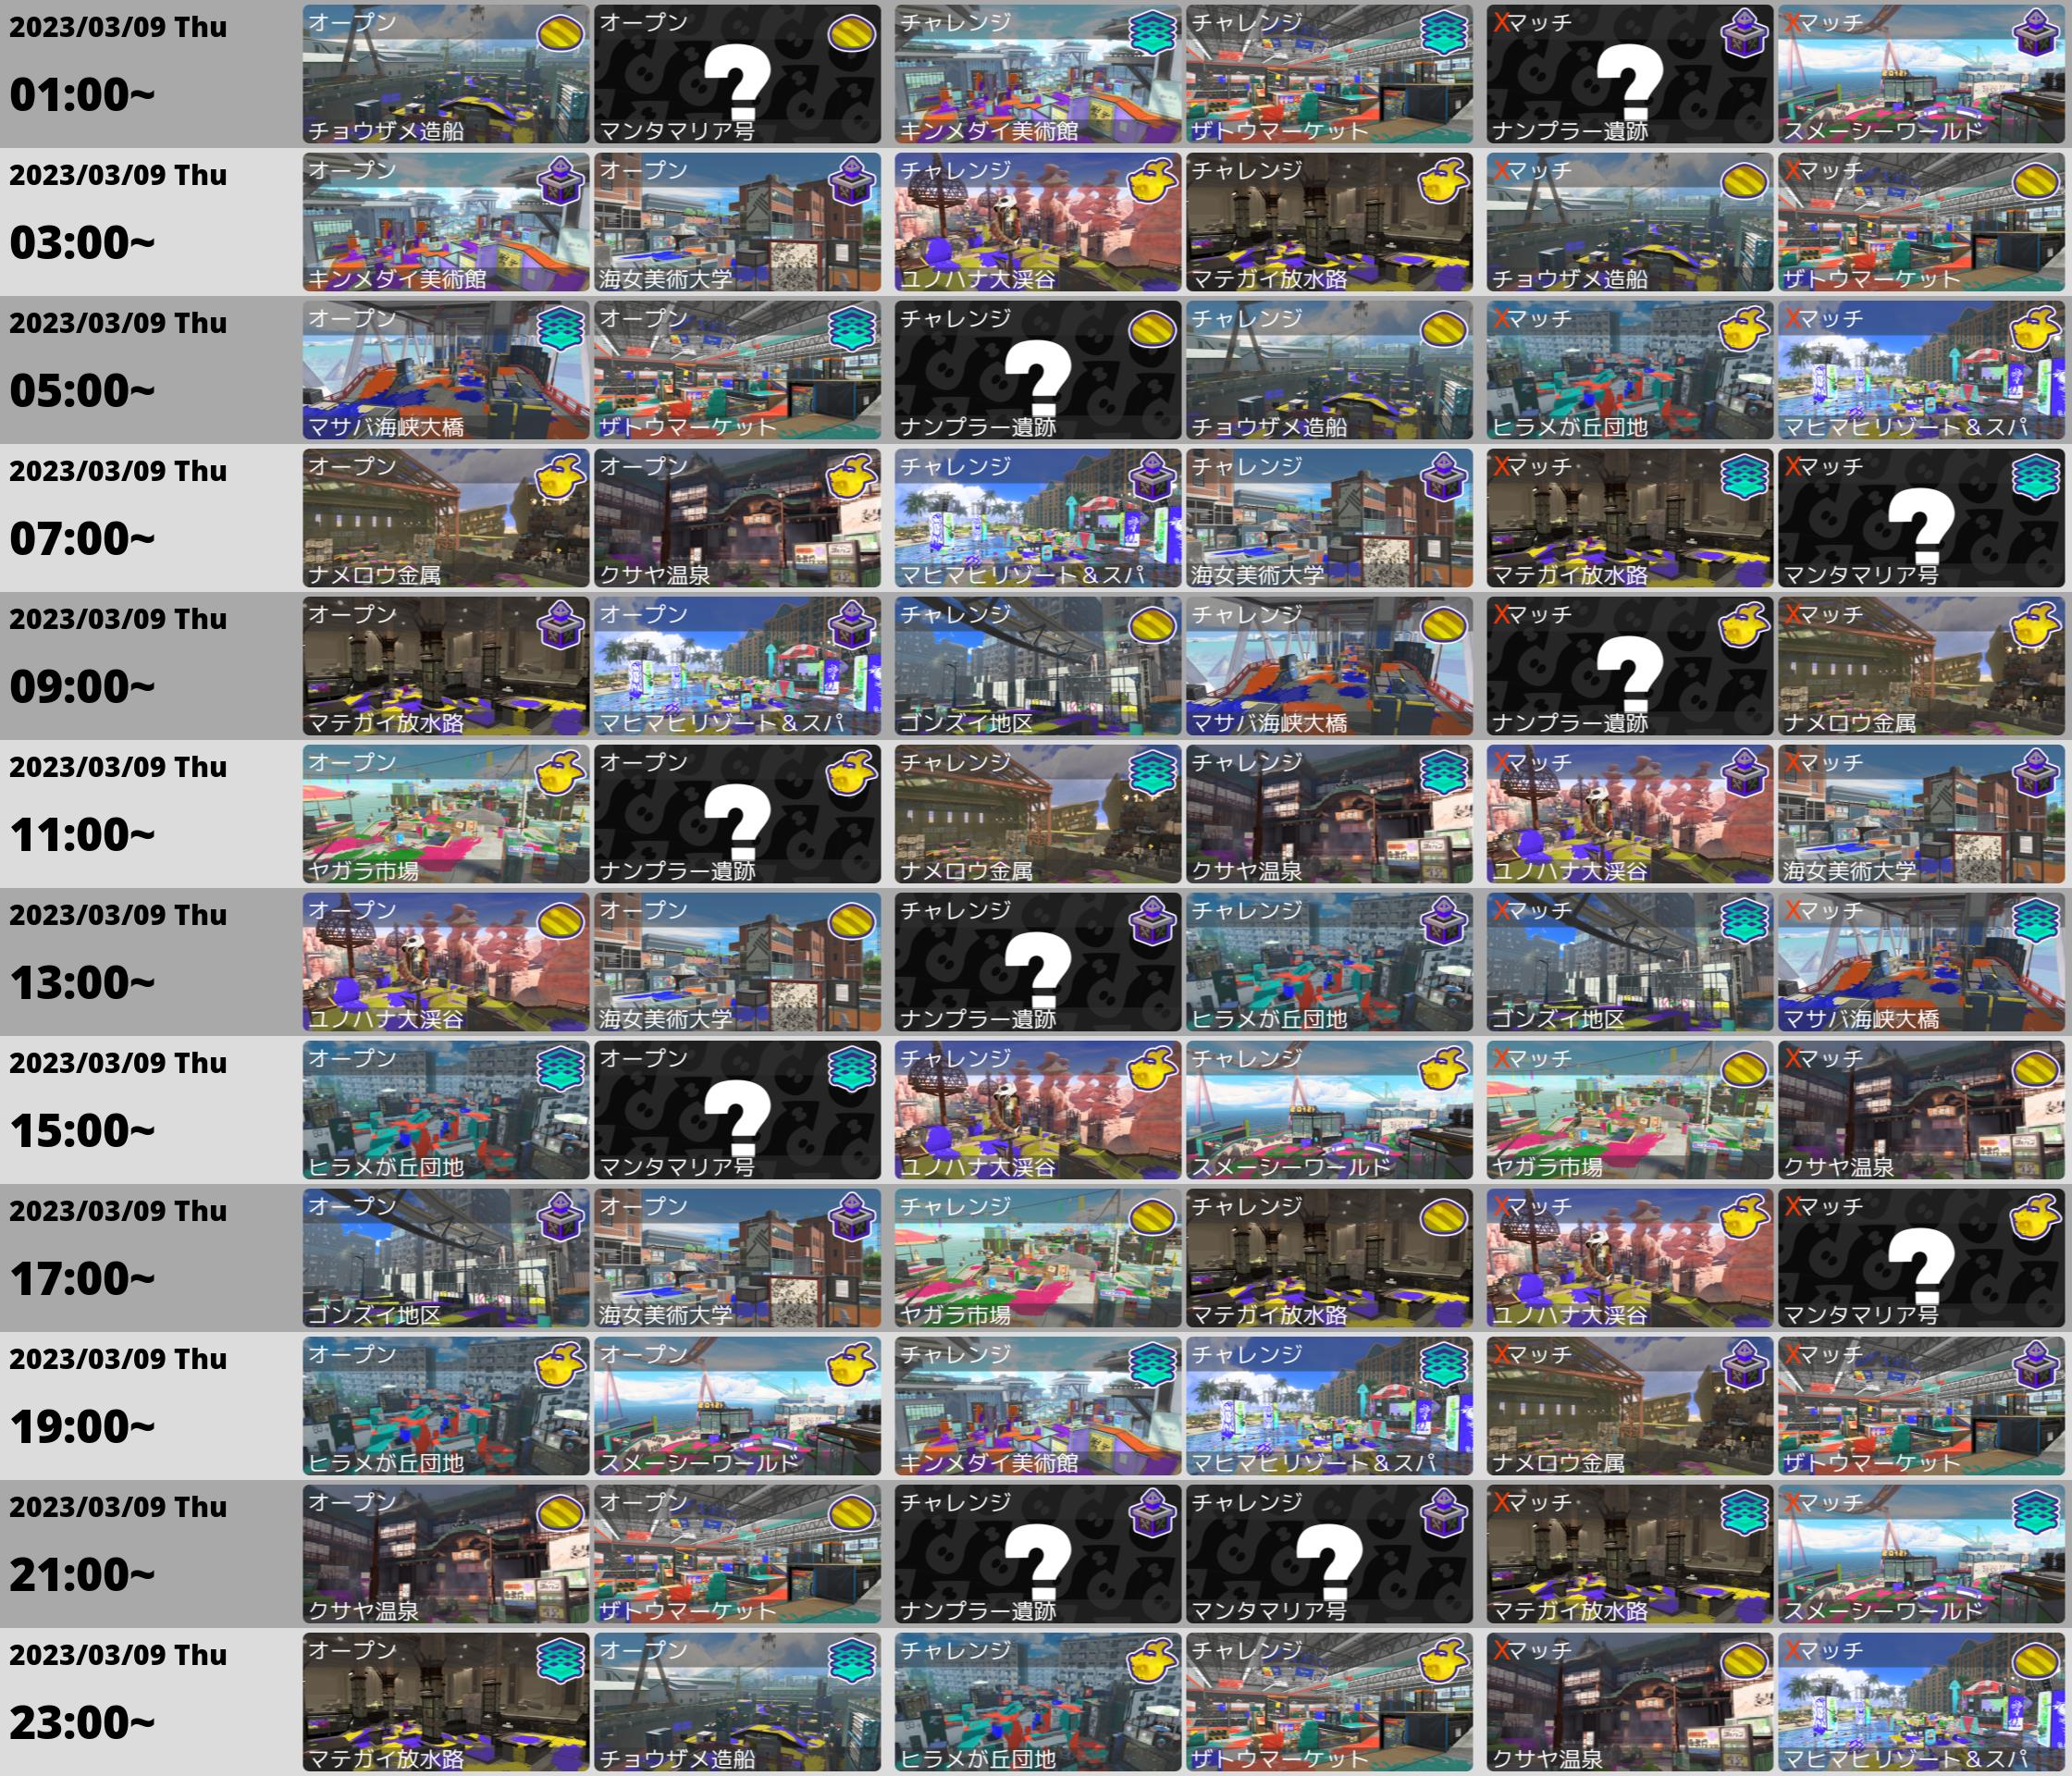 2023/03/09 Thu
01:00~
オープン
チョウザメ造船
オープン
マンタマリア号
チャレンジ
キンメダイ美術館
チャレンジ
ザトウマーケット
Xマッチ
ナンプラー遺跡
Xマッチ
スメーシーワールド
2023/03/09 Thu
03:00~
オープン
キンメダイ美術館
オープン
海女美術大学
チャレンジ
ユノハナ大渓谷
チャレンジ
マテガイ放水路
Xマッチ
チョウザメ造船
Xマッチ
ザトウマーケット
2023/03/09 Thu
05:00~
オープン
マサバ海峡大橋
オープン
ザトウマーケット
チャレンジ
ナンプラー遺跡
チャレンジ
チョウザメ造船
Xマッチ
ヒラメが丘団地
Xマッチ
マヒマヒリゾート＆スパ
2023/03/09 Thu
07:00~
オープン
ナメロウ金属
オープン
クサヤ温泉
チャレンジ
マヒマヒリゾート＆スパ
チャレンジ
海女美術大学
Xマッチ
マテガイ放水路
Xマッチ
マンタマリア号
2023/03/09 Thu
09:00~
オープン
マテガイ放水路
オープン
マヒマヒリゾート＆スパ
チャレンジ
ゴンズイ地区
チャレンジ
マサバ海峡大橋
Xマッチ
ナンプラー遺跡
Xマッチ
ナメロウ金属
2023/03/09 Thu
11:00~
オープン
ヤガラ市場
オープン
ナンプラー遺跡
チャレンジ
ナメロウ金属
チャレンジ
クサヤ温泉
Xマッチ
ユノハナ大渓谷
Xマッチ
海女美術大学
2023/03/09 Thu
13:00~
オープン
ユノハナ大渓谷
オープン
海女美術大学
チャレンジ
ナンプラー遺跡
チャレンジ
ヒラメが丘団地
Xマッチ
ゴンズイ地区
Xマッチ
マサバ海峡大橋
2023/03/09 Thu
15:00~
オープン
ヒラメが丘団地
オープン
マンタマリア号
チャレンジ
ユノハナ大渓谷
チャレンジ
スメーシーワールド
Xマッチ
ヤガラ市場
Xマッチ
クサヤ温泉
2023/03/09 Thu
17:00~
オープン
ゴンズイ地区
オープン
海女美術大学
チャレンジ
ヤガラ市場
チャレンジ
マテガイ放水路
Xマッチ
ユノハナ大渓谷
Xマッチ
マンタマリア号
2023/03/09 Thu
19:00~
オープン
ヒラメが丘団地
オープン
スメーシーワールド
チャレンジ
キンメダイ美術館
チャレンジ
マヒマヒリゾート＆スパ
Xマッチ
ナメロウ金属
Xマッチ
ザトウマーケット
2023/03/09 Thu
21:00~
オープン
クサヤ温泉
オープン
ザトウマーケット
チャレンジ
ナンプラー遺跡
チャレンジ
マンタマリア号
Xマッチ
マテガイ放水路
Xマッチ
スメーシーワールド
2023/03/09 Thu
23:00~
オープン
マテガイ放水路
オープン
チョウザメ造船
チャレンジ
ヒラメが丘団地
チャレンジ
ザトウマーケット
Xマッチ
クサヤ温泉
Xマッチ
マヒマヒリゾート＆スパ